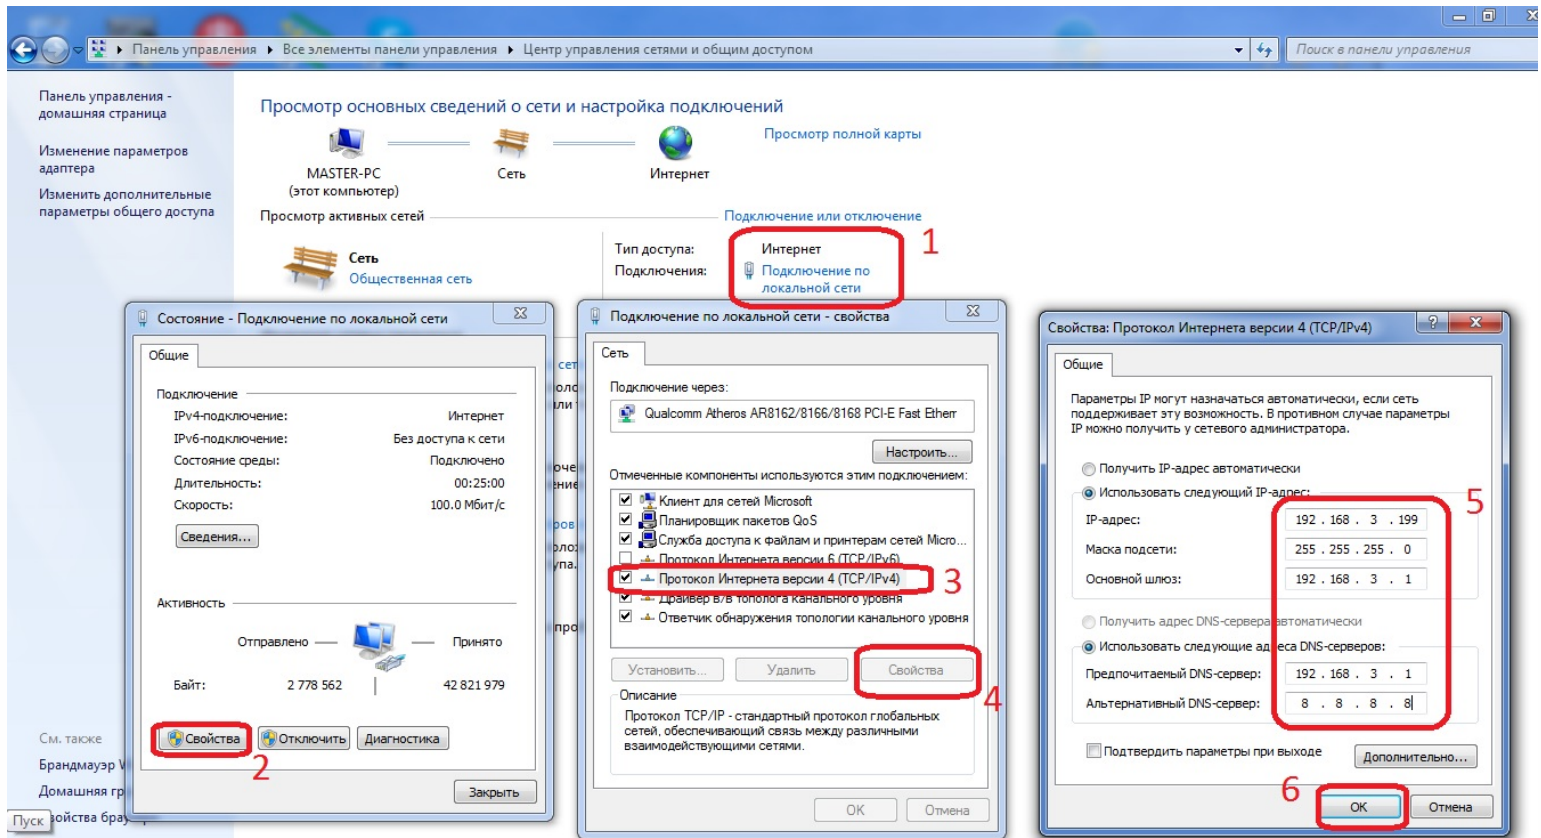 Панель управления
Все элементы панели управления
Центр управления сетями и общим доступом
Поиск в панели управления
Панель управления -
домашняя страница
Изменение параметров
адаптера
Изменить дополнительные
параметры общего доступа
Просмотр основных сведений о сети и настройка подключений
Просмотр полной карты
MASTER-PC
(этот компьютер)
Сеть
Интернет
Просмотр активных сетей
Подключение или отключение
Сеть
Общественная сеть
Тип доступа:
Интернет
Подключения:
Подключение по
локальной сети
1
Состояние - Подключение по локальной сети
Общие
Подключение
IPv4-подключение:
Интернет
IPv6-подключение:
Без доступа к сети
Состояние среды:
Подключено
Длительность:
00:25:00
Скорость:
100.0 Мбит/с
Сведения...
Активность
Отправлено
Принято
Байт:
2 778 562
42 821 979
Свойства
Отключить
Диагностика
2
Закрыть
Подключение по локальной сети - свойства
Сеть
Подключение через:
Qualcomm Atheros AR8162/8166/8168 PCI-E Fast Etherr
Настроить...
Отмеченные компоненты используются этим подключением:
Клиент для сетей Microsoft
Планировщик пакетов QoS
Служба доступа к файлам и принтерам сетей Micro...
Протокол Интернета версии 6 (TCP/IPv6)
Протокол Интернета версии 4 (TCP/IPv4)
Драйвер в/в тополога канального уровня
Ответчик обнаружения топологии канального уровня
3
Установить...
Удалить
Свойства
4
Описание
Протокол TCP/IP - стандартный протокол глобальных
сетей, обеспечивающий связь между различными
взаимодействующими сетями.
OK
Отмена
Свойства: Протокол Интернета версии 4 (TCP/IPv4)
Общие
Параметры IP могут назначаться автоматически, если сеть
поддерживает эту возможность. В противном случае параметры
IP можно получить у сетевого администратора.
Получить IP-адрес автоматически
Использовать следующий IP-адрес:
5
IP-адрес:
192 . 168 . 3 . 199
Маска подсети:
255 . 255 . 255 . 0
Основной шлюз:
192 . 168 . 3 . 1
Получить адрес DNS-сервера автоматически
Использовать следующие адреса DNS-серверов:
Предпочитаемый DNS-сервер:
192 . 168 . 3 . 1
Альтернативный DNS-сервер:
8 . 8 . 8 . 8
Подтвердить параметры при выходе
Дополнительно...
6
OK
Отмена
См. также
Брандмауэр
Домашняя
Пуск